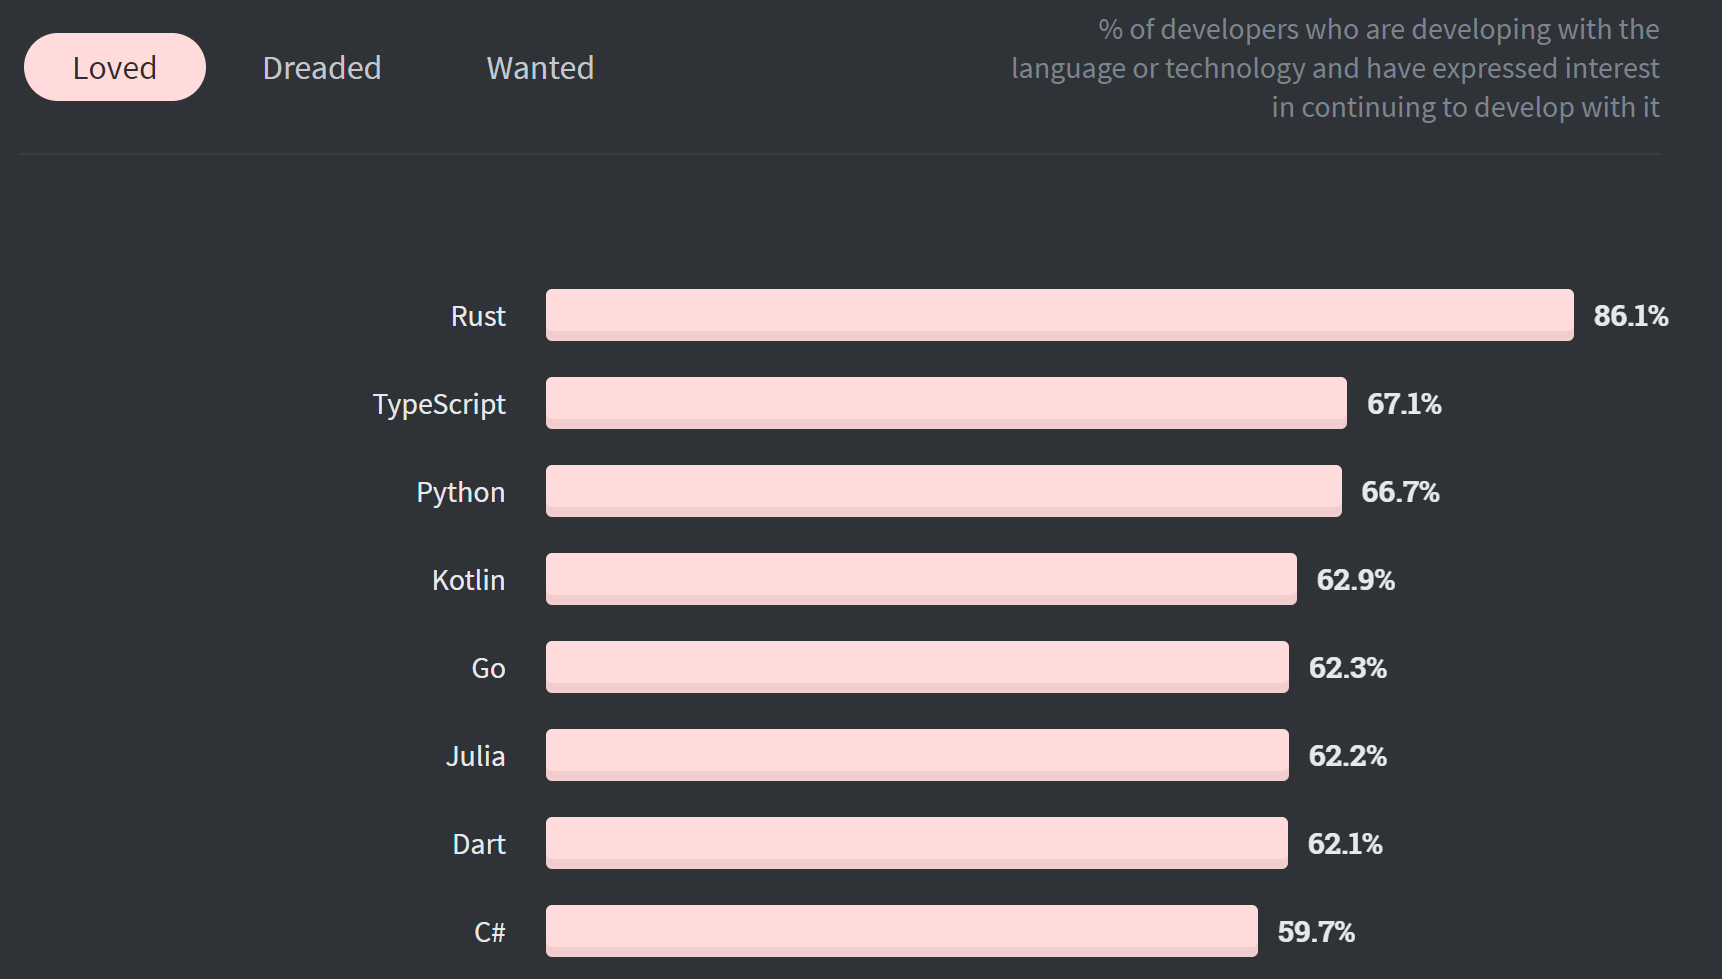 Loved Dreaded Wanted
% of developers who are developing with the
language or technology and have expressed interest
in continuing to develop with it
Rust 86.1%
TypeScript 67.1%
Python 66.7%
Kotlin 62.9%
Go 62.3%
Julia 62.2%
Dart 62.1%
C# 59.7%